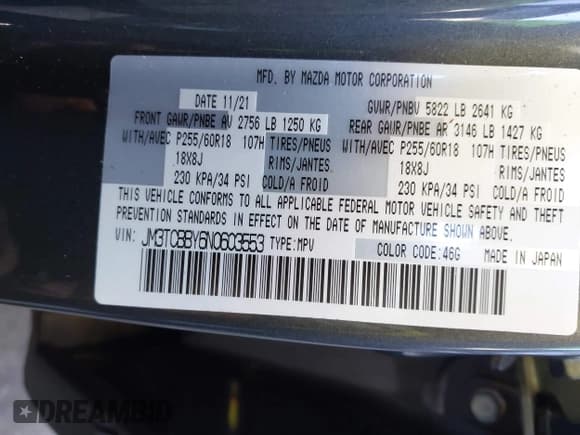 MFD. BY MAZDA MOTOR CORPORATION
DATE 11/21 GVWR/PNBV 5822 LB 2641 KG
FRONT GAWR/PNBE AV 2756 LB 1250 KG REAR GAWR/PNBE AR 3146 LB 1427 KG
WITH/AVEC P255/60R18 107H TIRES/PNEUS WITH/AVEC P255/60R18 107H TIRES/PNEUS
18X8J RIMS/JANTES 18X8J RIMS/JANTES
230 KPA/34 PSI COLD/A FROID 230 KPA/34 PSI COLD/A FROID
THIS VEHICLE CONFORMS TO ALL APPLICABLE FEDERAL MOTOR VEHICLE SAFETY AND THEFT
PREVENTION STANDARDS IN EFFECT ON THE DATE OF MANUFACTURE SHOWN ABOVE.
VIN: JM3TCBBY6N0603553 TYPE:MPV COLOR CODE:46G MADE IN JAPAN
DREAMBID